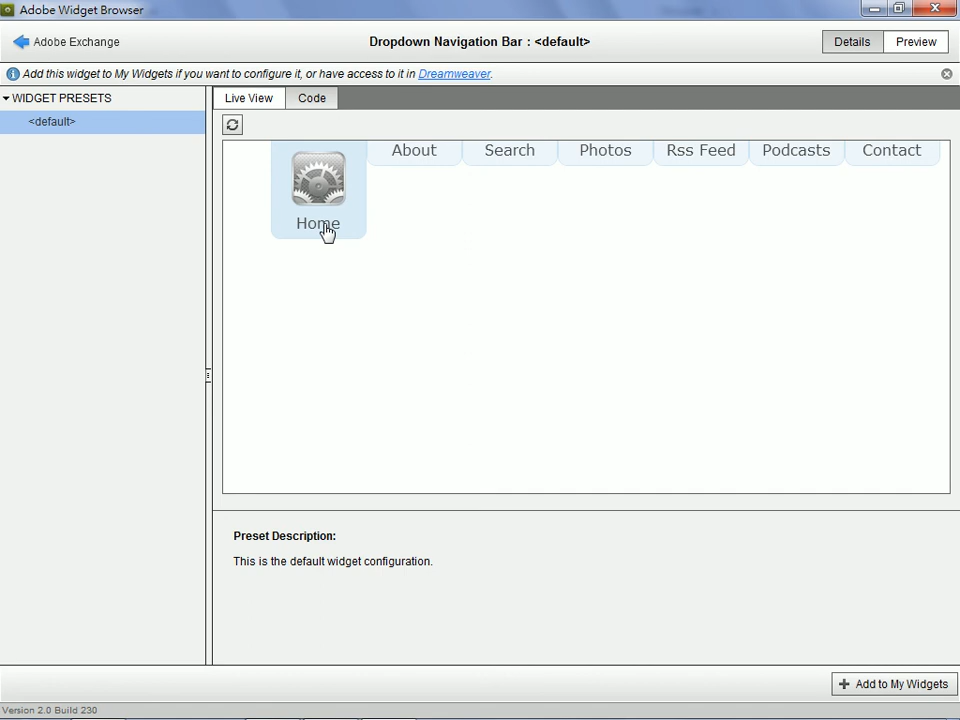 Adobe Widget Browser
Adobe Exchange
Dropdown Navigation Bar : <default>
Details
Preview
Add this widget to My Widgets if you want to configure it, or have access to it in Dreamweaver.
WIDGET PRESETS
Live View
Code
<default>
About
Search
Photos
Rss Feed
Podcasts
Contact
Home
Preset Description:
This is the default widget configuration.
Add to My Widgets
Version 2.0 Build 230